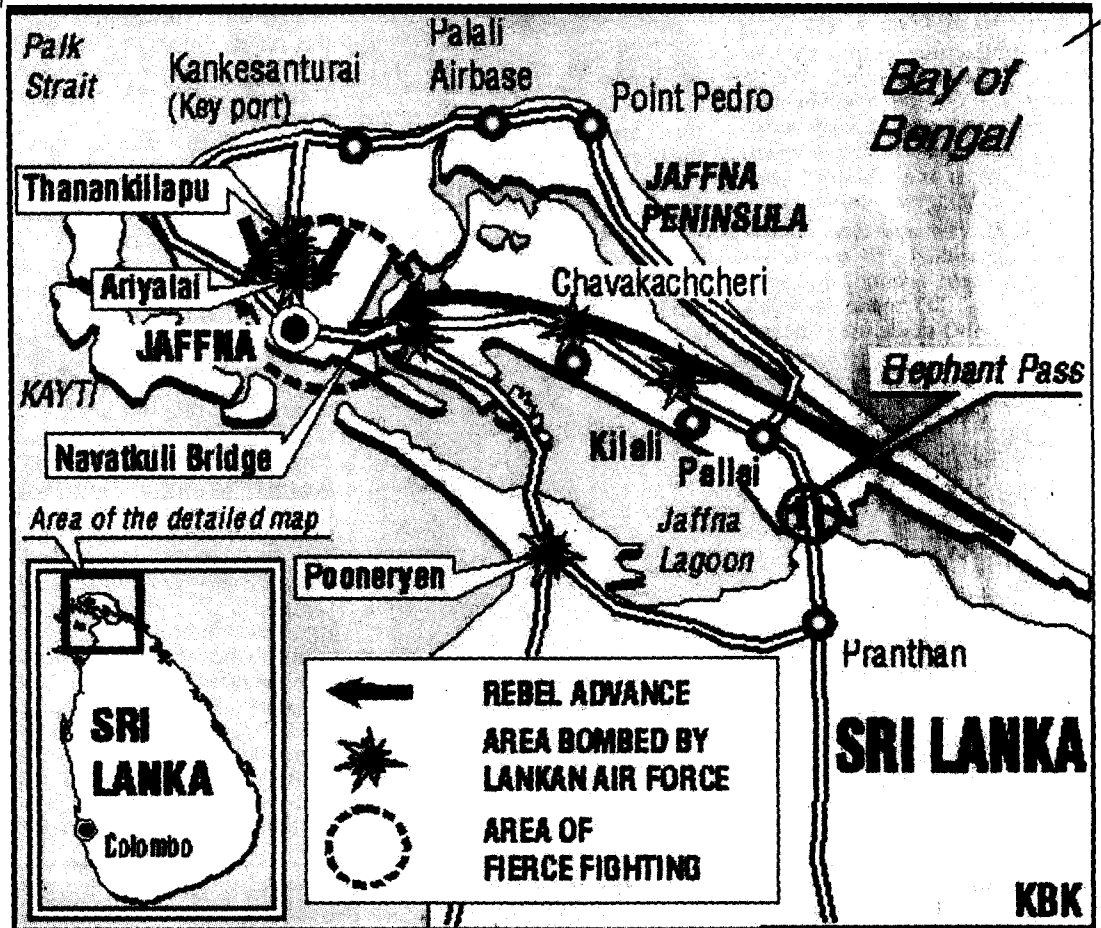 Palk
Strait
Kankesanturai
(Key port)
Palali
Airbase
Point Pedro
Bay of
Bengal
Thanankillapu
JAFFNA
PENINSULA
Ariyalai
Chavakachcheri
JAFFNA
KAYTI
Elephant Pass
Navatkuli Bridge
Kilali
Pallai
Area of the detailed map
Jaffna
Lagoon
Pooneryen
Pranthan
SRI
LANKA
Colombo
REBEL ADVANCE
AREA BOMBED BY
LANKAN AIR FORCE
AREA OF
FIERCE FIGHTING
SRI LANKA
KBK